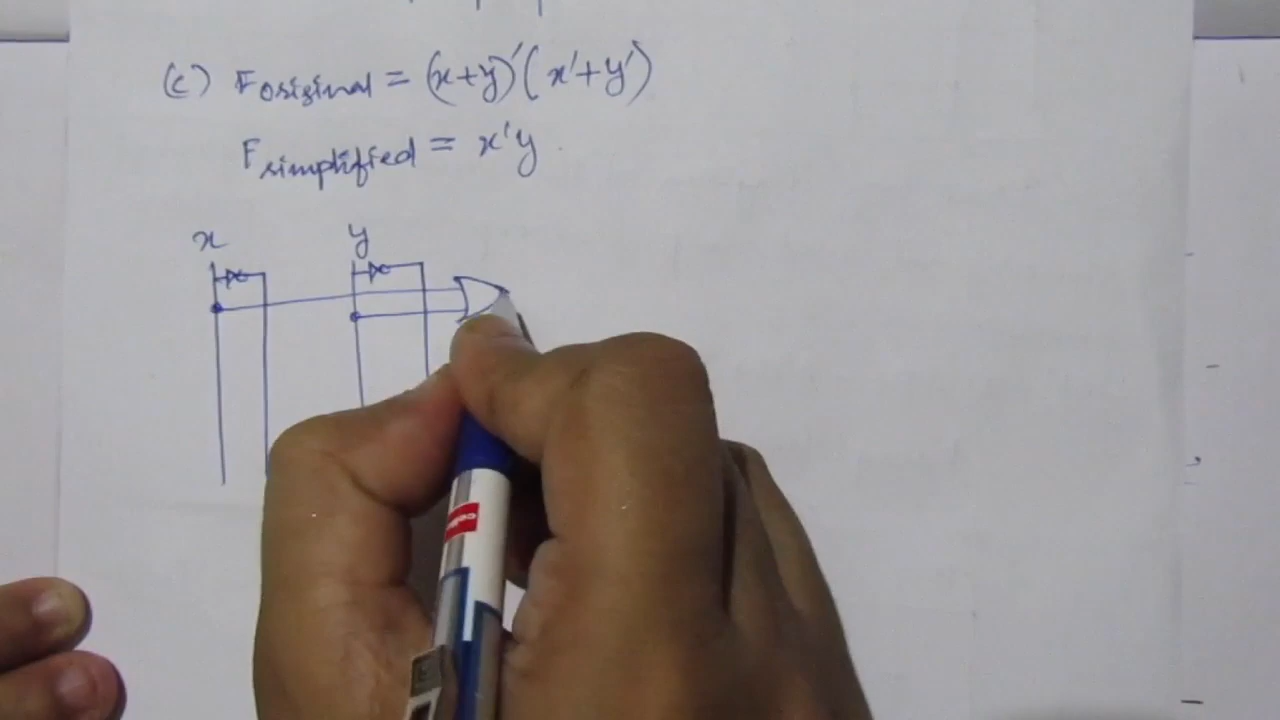 (c) Foriginal = (x+y)'(x'+y')
Fsimplified = x'y
x y